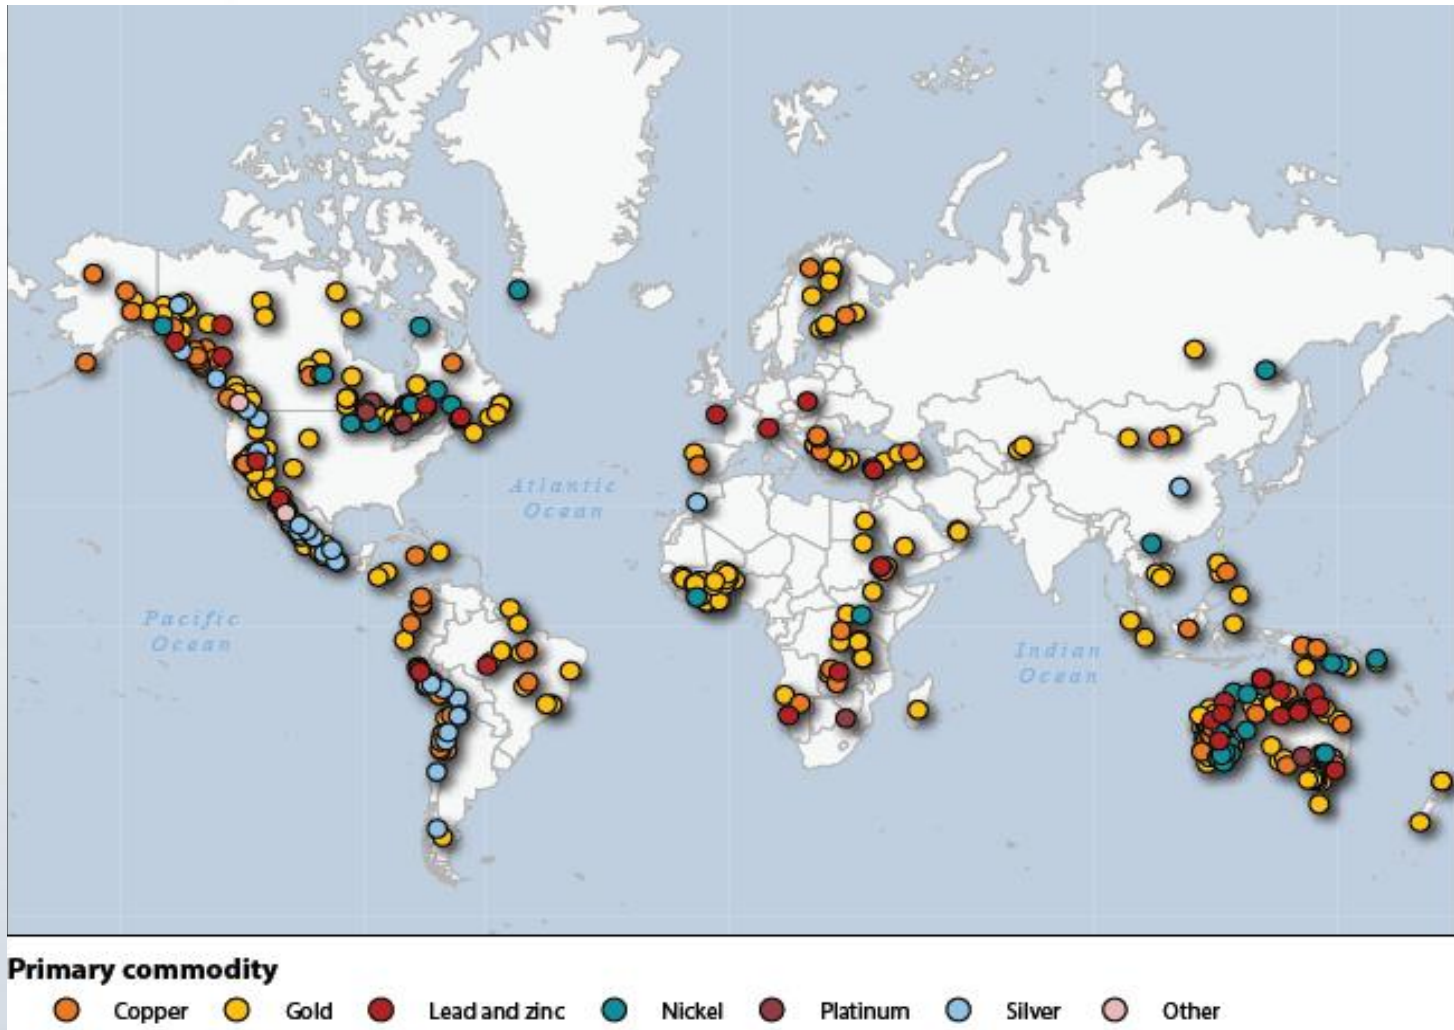 Atlantic
Ocean
Pacific
Ocean
Indian
Ocean
Primary commodity
Copper Gold Lead and zinc Nickel Platinum Silver Other